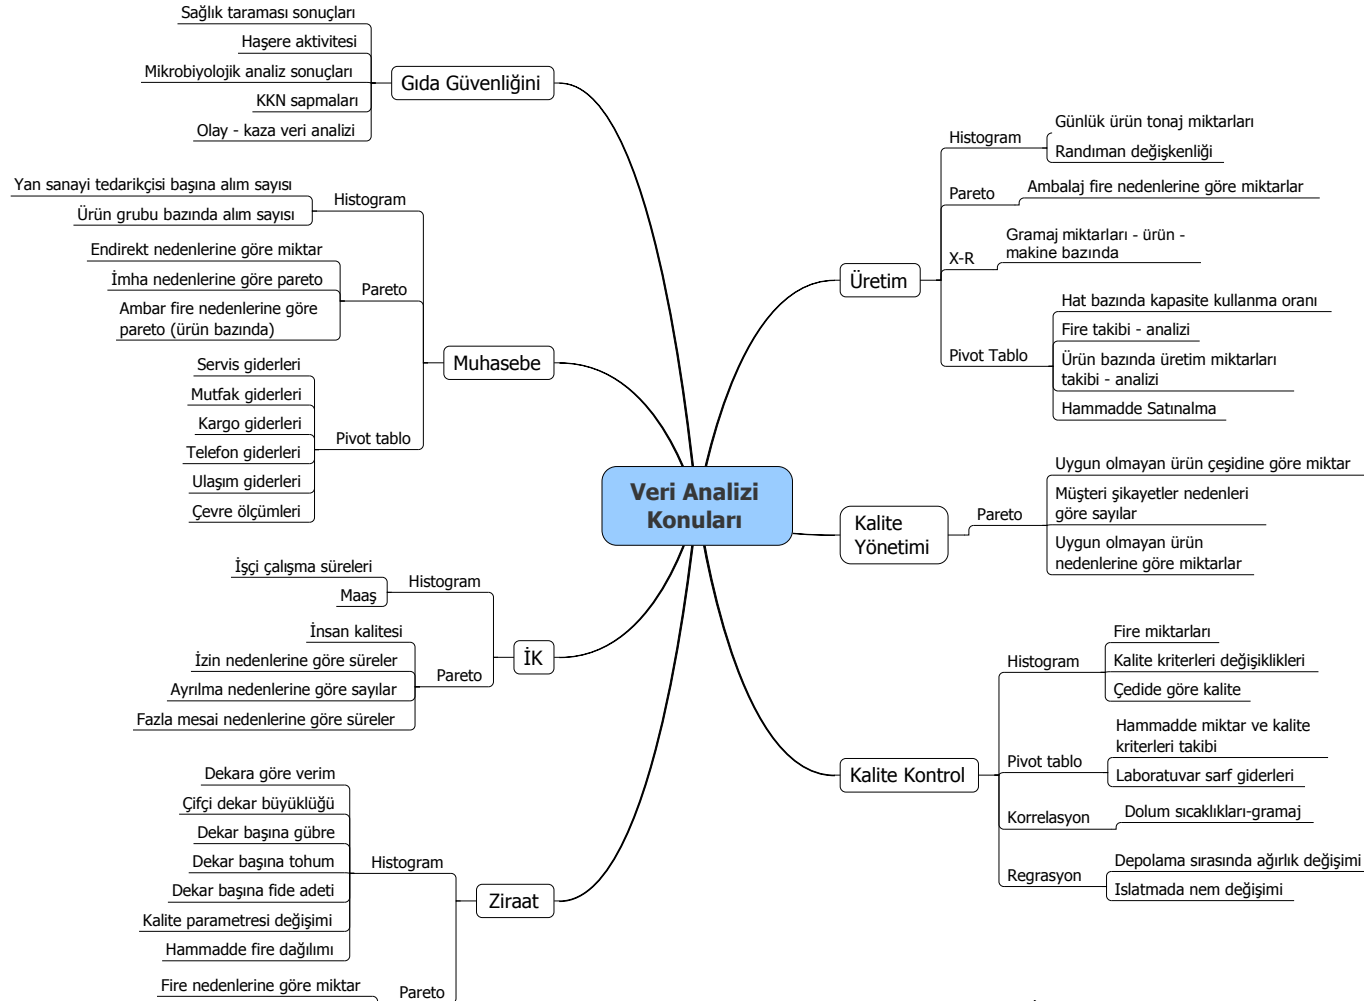 Sağlık taraması sonuçları
Haşere aktivitesi
Mikrobiyolojik analiz sonuçları
KKN sapmaları
Olay - kaza veri analizi
Gıda Güvenliğini
Yan sanayi tedarikçisi başına alım sayısı
Ürün grubu bazında alım sayısı
Histogram
Endirekt nedenlerine göre miktar
İmha nedenlerine göre pareto
Ambar fire nedenlerine göre
pareto (ürün bazında)
Pareto
Servis giderleri
Mutfak giderleri
Kargo giderleri
Telefon giderleri
Ulaşım giderleri
Çevre ölçümleri
Pivot tablo
Muhasebe
İşçi çalışma süreleri
Maaş
Histogram
İnsan kalitesi
İzin nedenlerine göre süreler
Ayrılma nedenlerine göre sayılar
Fazla mesai nedenlerine göre süreler
Pareto
İK
Dekara göre verim
Çifçi dekar büyüklüğü
Dekar başına gübre
Dekar başına tohum
Dekar başına fide adeti
Kalite parametresi değişimi
Hammadde fire dağılımı
Histogram
Fire nedenlerine göre miktar
Pareto
Ziraat
Veri Analizi
Konuları
Üretim
Histogram
Günlük ürün tonaj miktarları
Randıman değişkenliği
Pareto
Ambalaj fire nedenlerine göre miktarlar
X-R
Gramaj miktarları - ürün -
makine bazında
Pivot Tablo
Hat bazında kapasite kullanma oranı
Fire takibi - analizi
Ürün bazında üretim miktarları
takibi - analizi
Hammadde Satınalma
Kalite
Yönetimi
Pareto
Uygun olmayan ürün çeşidine göre miktar
Müşteri şikayetler nedenleri
göre sayılar
Uygun olmayan ürün
nedenlerine göre miktarlar
Kalite Kontrol
Histogram
Fire miktarları
Kalite kriterleri değişiklikleri
Çedide göre kalite
Pivot tablo
Hammadde miktar ve kalite
kriterleri takibi
Laboratuvar sarf giderleri
Korrelasyon
Dolum sıcaklıkları-gramaj
Regrasyon
Depolama sırasında ağırlık değişimi
Islatmada nem değişimi